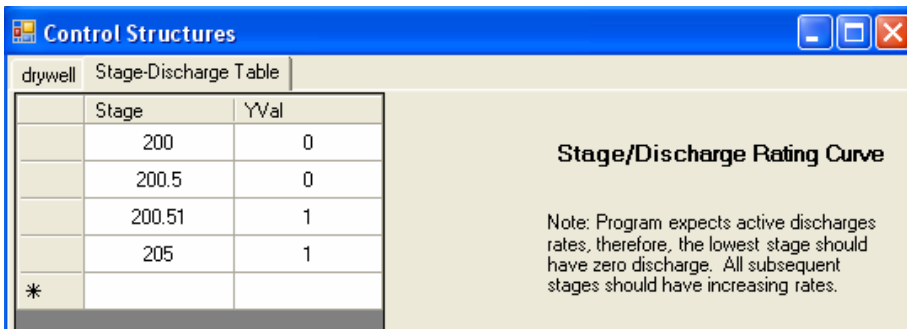 Control Structures
drywell Stage-Discharge Table
Stage YVal
200 0
200.5 0
200.51 1
205 1
*
Stage/Discharge Rating Curve
Note: Program expects active discharges
rates, therefore, the lowest stage should
have zero discharge. All subsequent
stages should have increasing rates.